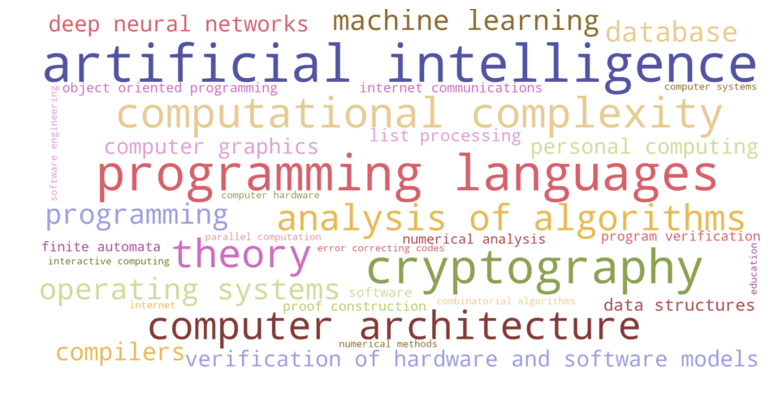 deep neural networks
machine learning
database
artificial intelligence
object oriented programming
internet communications
computer systems
software engineering
computational complexity
list processing
computer graphics
personal computing
programming languages
computer hardware
programming
analysis of algorithms
parallel computation
numerical analysis
program verification
finite automata
theory
error correcting codes
education
interactive computing
cryptography
operating systems
software
internet
proof construction
combinatorial algorithms
data structures
computer architecture
numerical methods
compilers
verification of hardware and software models